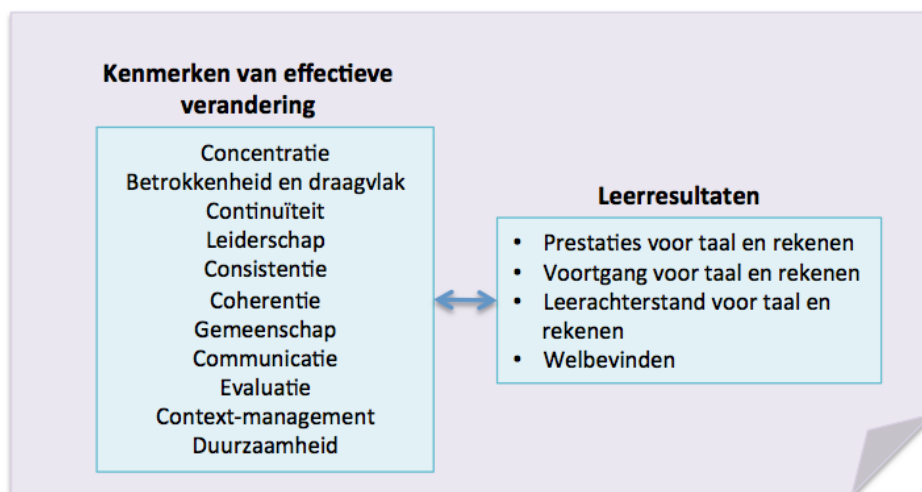 Kenmerken van effectieve
verandering
Concentratie
Betrokkenheid en draagvlak
Continuïteit
Leiderschap
Consistentie
Coherentie
Gemeenschap
Communicatie
Evaluatie
Context-management
Duurzaamheid
Leerresultaten
• Prestaties voor taal en rekenen
• Voortgang voor taal en rekenen
• Leerachterstand voor taal en
rekenen
• Welbevinden